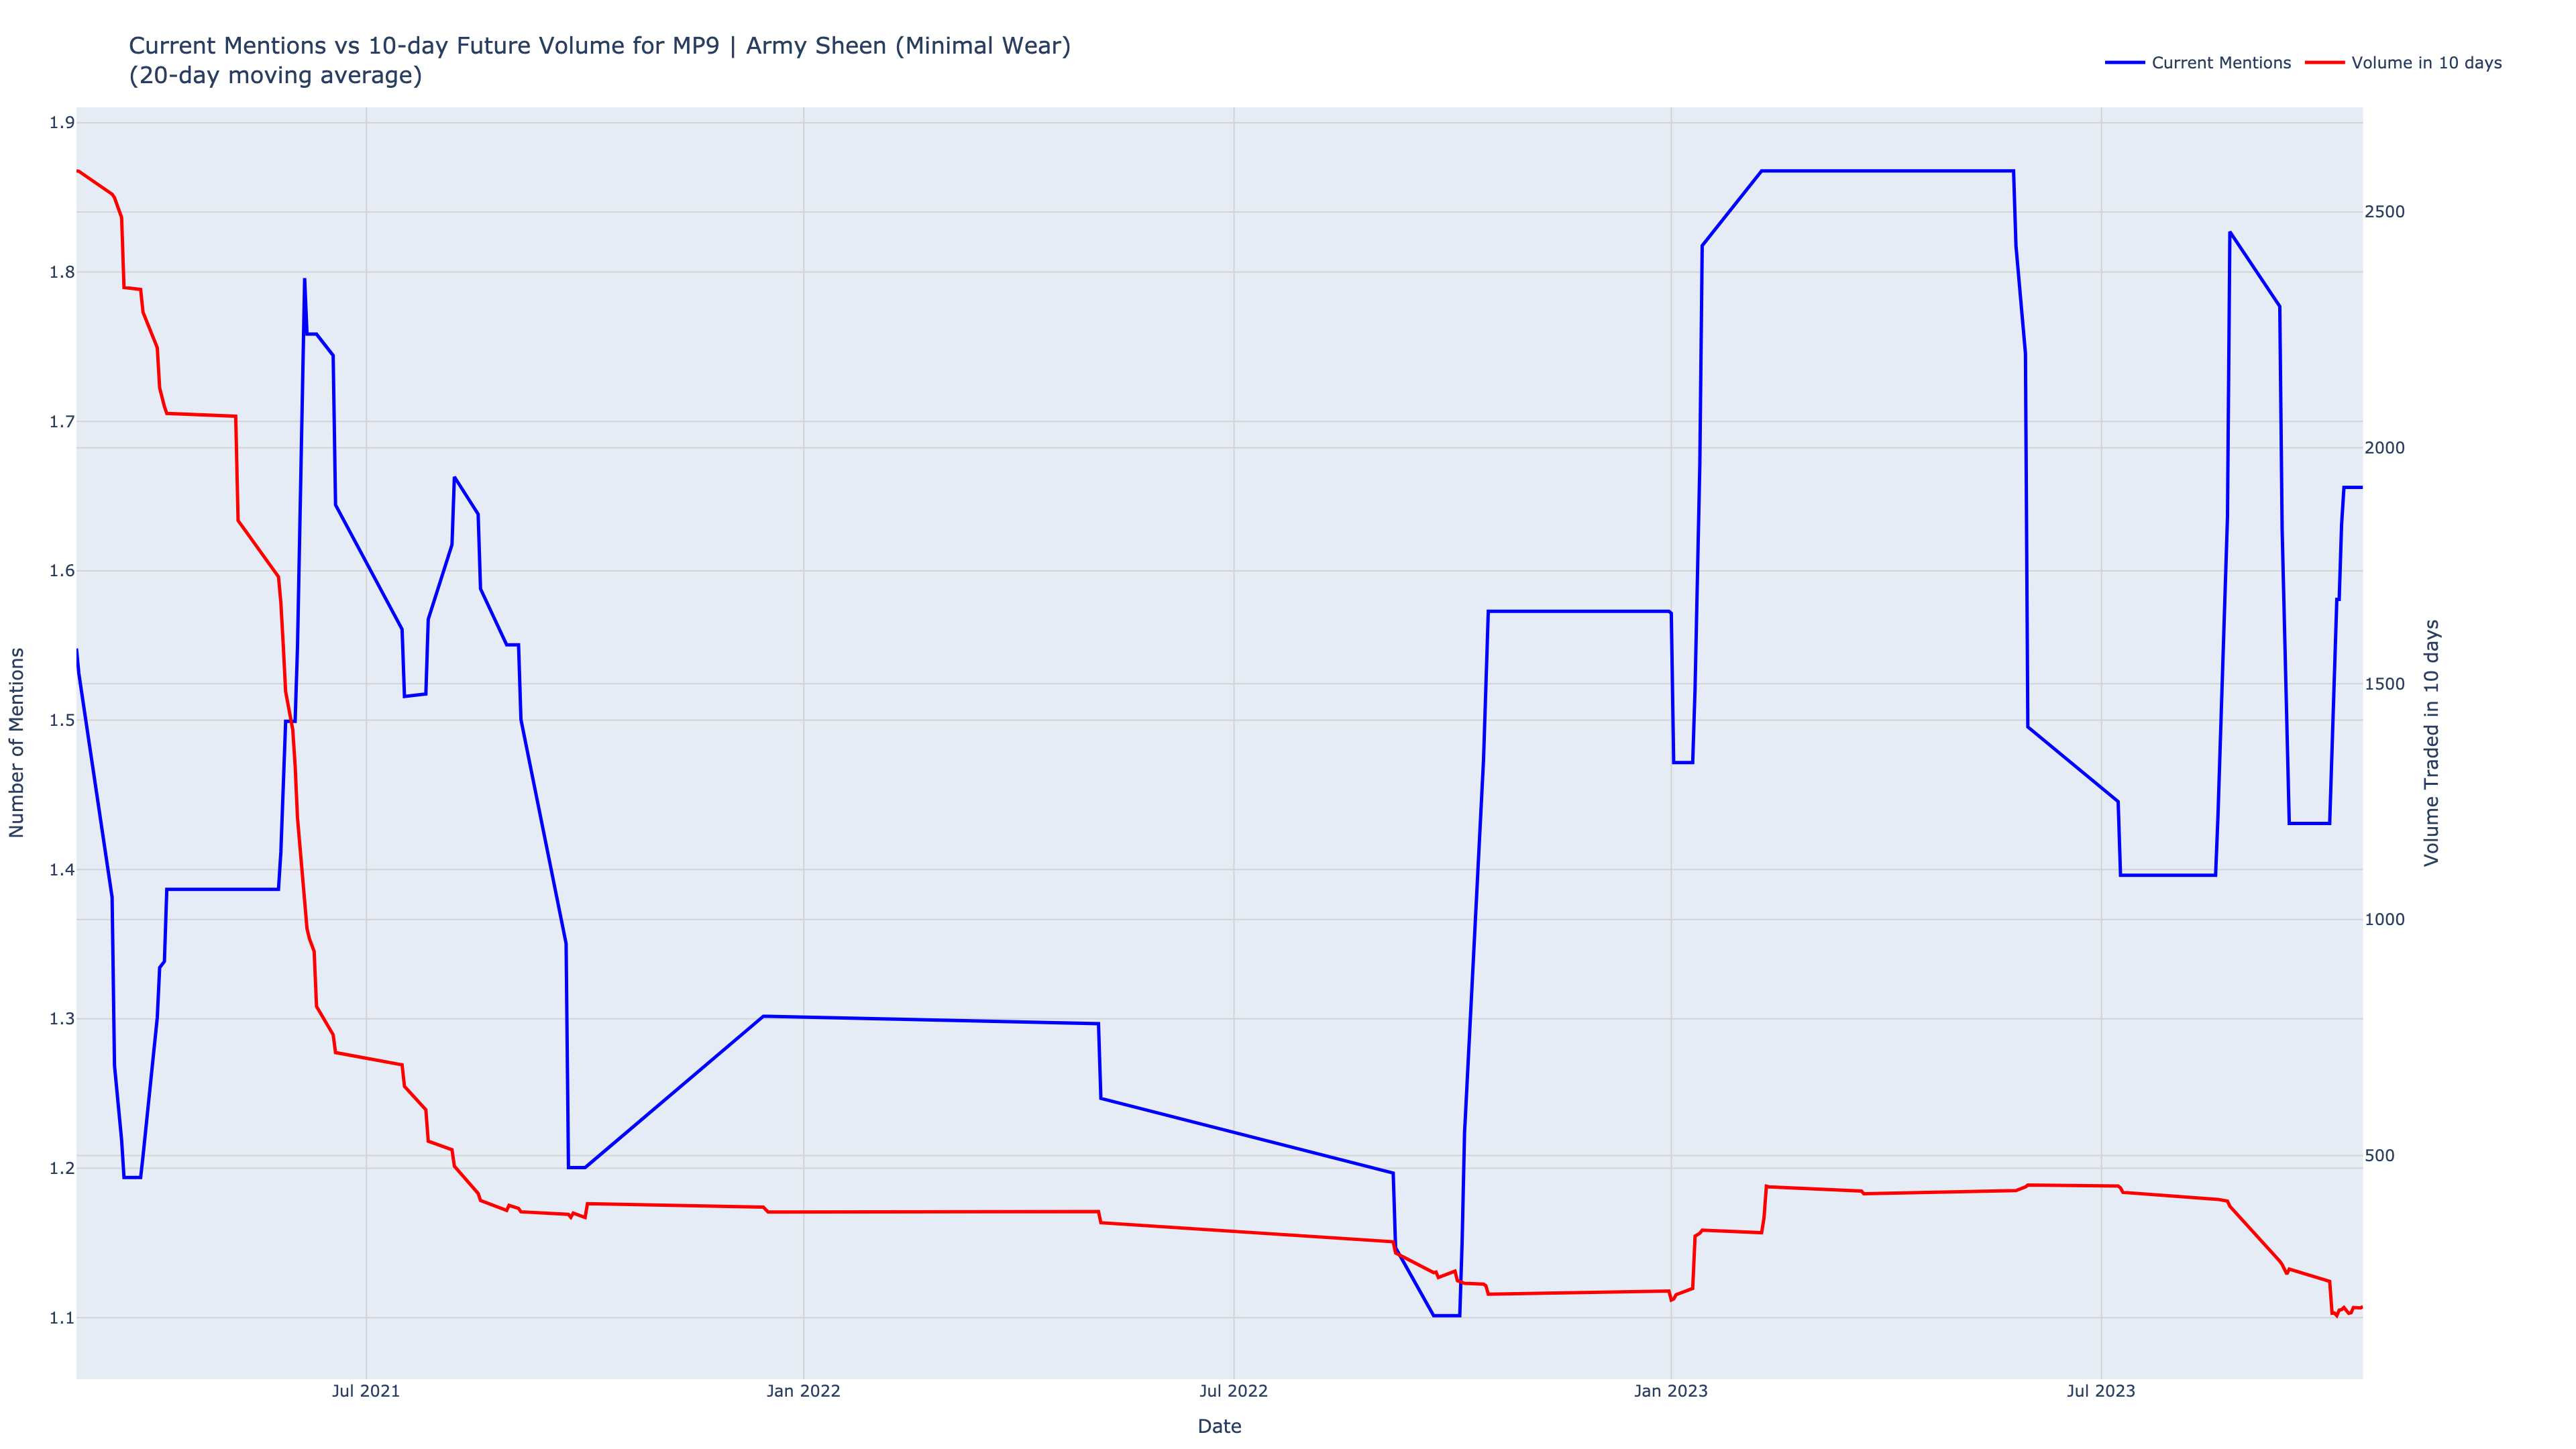 Current Mentions vs 10-day Future Volume for MP9 | Army Sheen (Minimal Wear)
(20-day moving average)
Current Mentions
Volume in 10 days
1.9
1.8
1.7
1.6
1.5
1.4
1.3
1.2
1.1
Number of Mentions
2500
2000
1500
1000
500
Volume Traded in 10 days
Jul 2021
Jan 2022
Jul 2022
Jan 2023
Jul 2023
Date